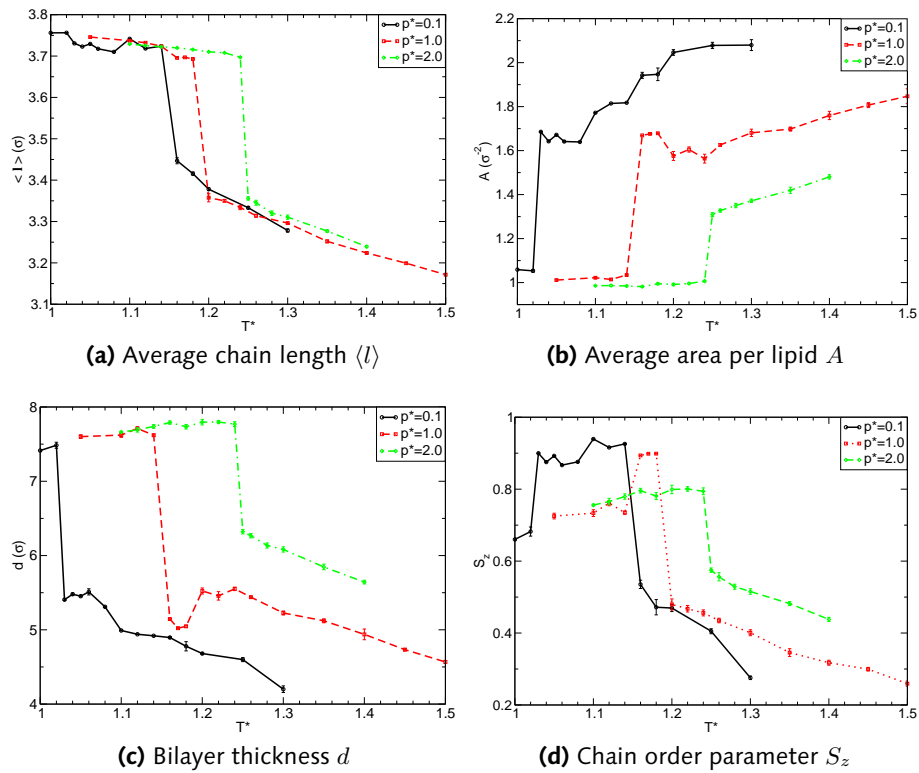 3.8
3.7
3.6
3.5
3.4
3.3
3.2
3.1
< l > (σ)
p*=0.1
p*=1.0
p*=2.0
1 1.1 1.2 1.3 1.4 1.5
T*
(a) Average chain length ⟨l⟩
2.2
2
1.8
1.6
1.4
1.2
1
A (σ⁻²)
p*=0.1
p*=1.0
p*=2.0
1 1.1 1.2 1.3 1.4 1.5
T*
(b) Average area per lipid A
8
7
6
5
4
d (σ)
p*=0.1
p*=1.0
p*=2.0
1 1.1 1.2 1.3 1.4 1.5
T*
(c) Bilayer thickness d
1
0.8
0.6
0.4
0.2
S_z
p*=0.1
p*=1.0
p*=2.0
1 1.1 1.2 1.3 1.4 1.5
T*
(d) Chain order parameter S_z